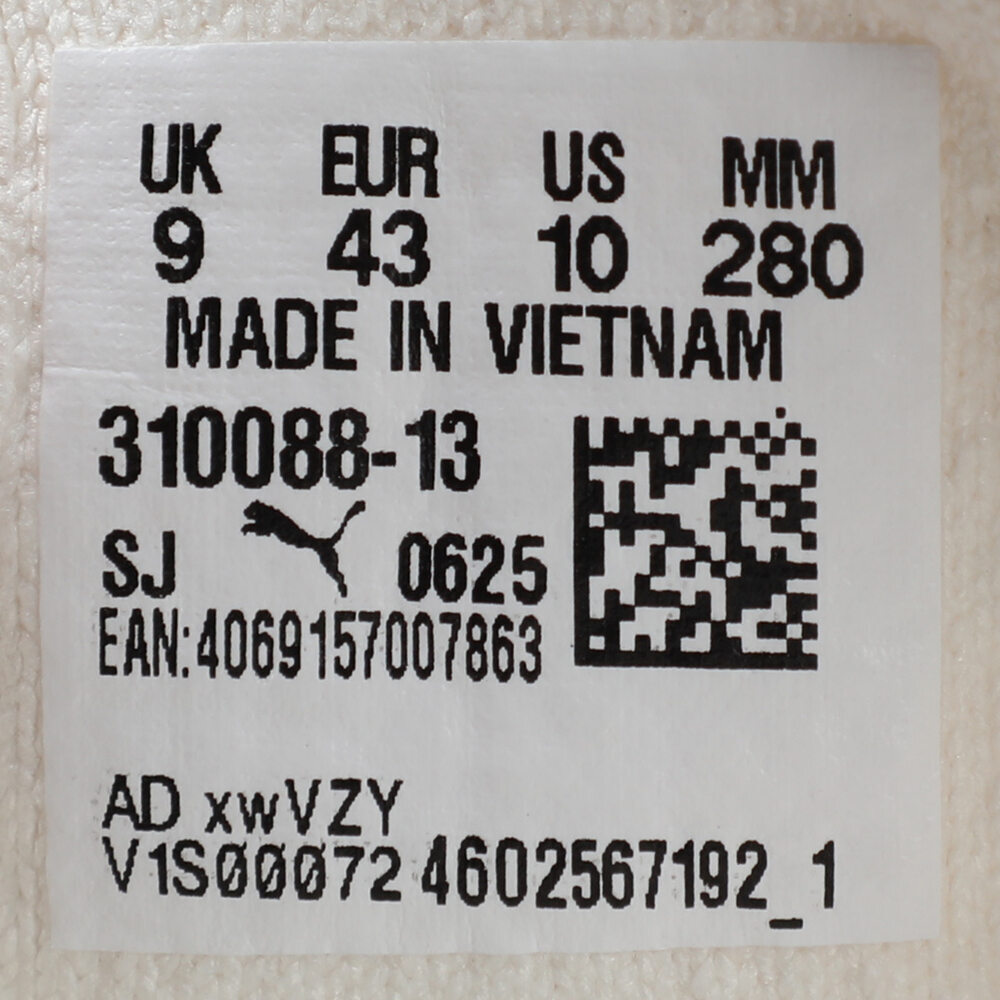 UK EUR US MM
9 43 10 280
MADE IN VIETNAM
310088-13
SJ 0625
EAN:4069157007863
AD xwVZY
V1S00072 4602567192_1